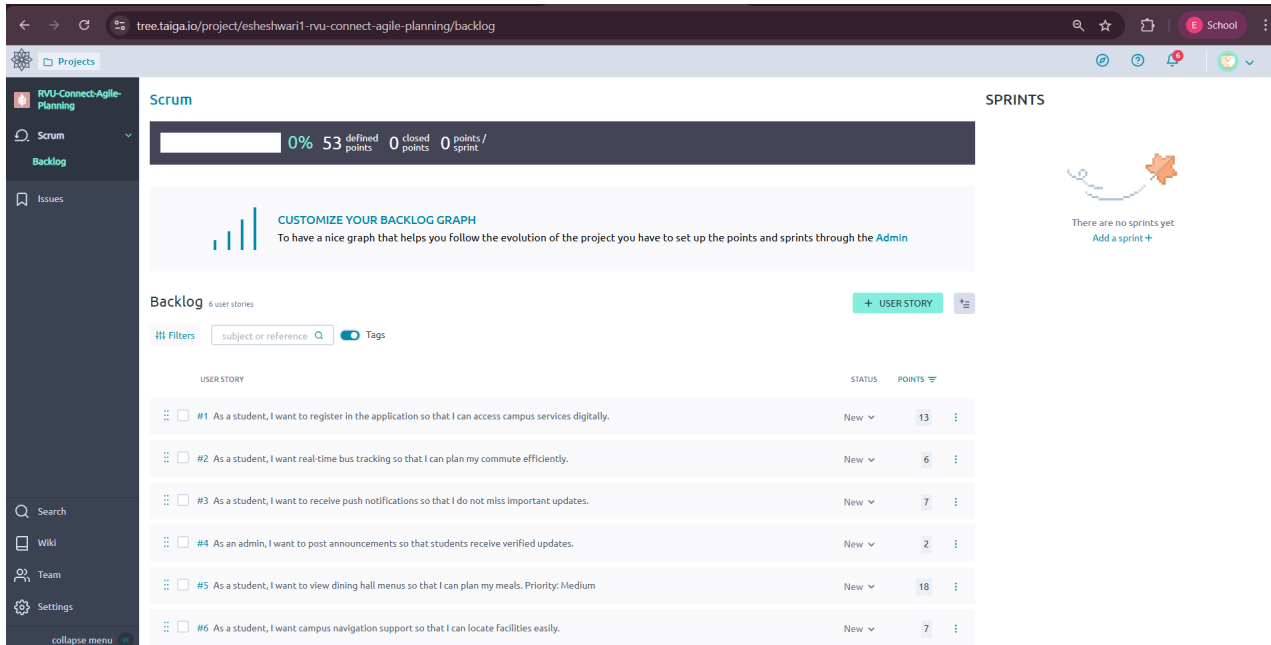 tree.taiga.io/project/esheshwari1-rvu-connect-agile-planning/backlog
E School
Projects
6
RVU-Connect-Agile-
Planning
Scrum
Backlog
Issues
Search
Wiki
Team
Settings
collapse menu
Scrum
0% 53 defined points 0 closed points 0 points / sprint
CUSTOMIZE YOUR BACKLOG GRAPH
To have a nice graph that helps you follow the evolution of the project you have to set up the points and sprints through the Admin
Backlog 6 user stories
+ USER STORY
Filters
subject or reference
Tags
USER STORY STATUS POINTS
#1 As a student, I want to register in the application so that I can access campus services digitally. New 13
#2 As a student, I want real-time bus tracking so that I can plan my commute efficiently. New 6
#3 As a student, I want to receive push notifications so that I do not miss important updates. New 7
#4 As an admin, I want to post announcements so that students receive verified updates. New 2
#5 As a student, I want to view dining hall menus so that I can plan my meals. Priority: Medium New 18
#6 As a student, I want campus navigation support so that I can locate facilities easily. New 7
SPRINTS
There are no sprints yet
Add a sprint +